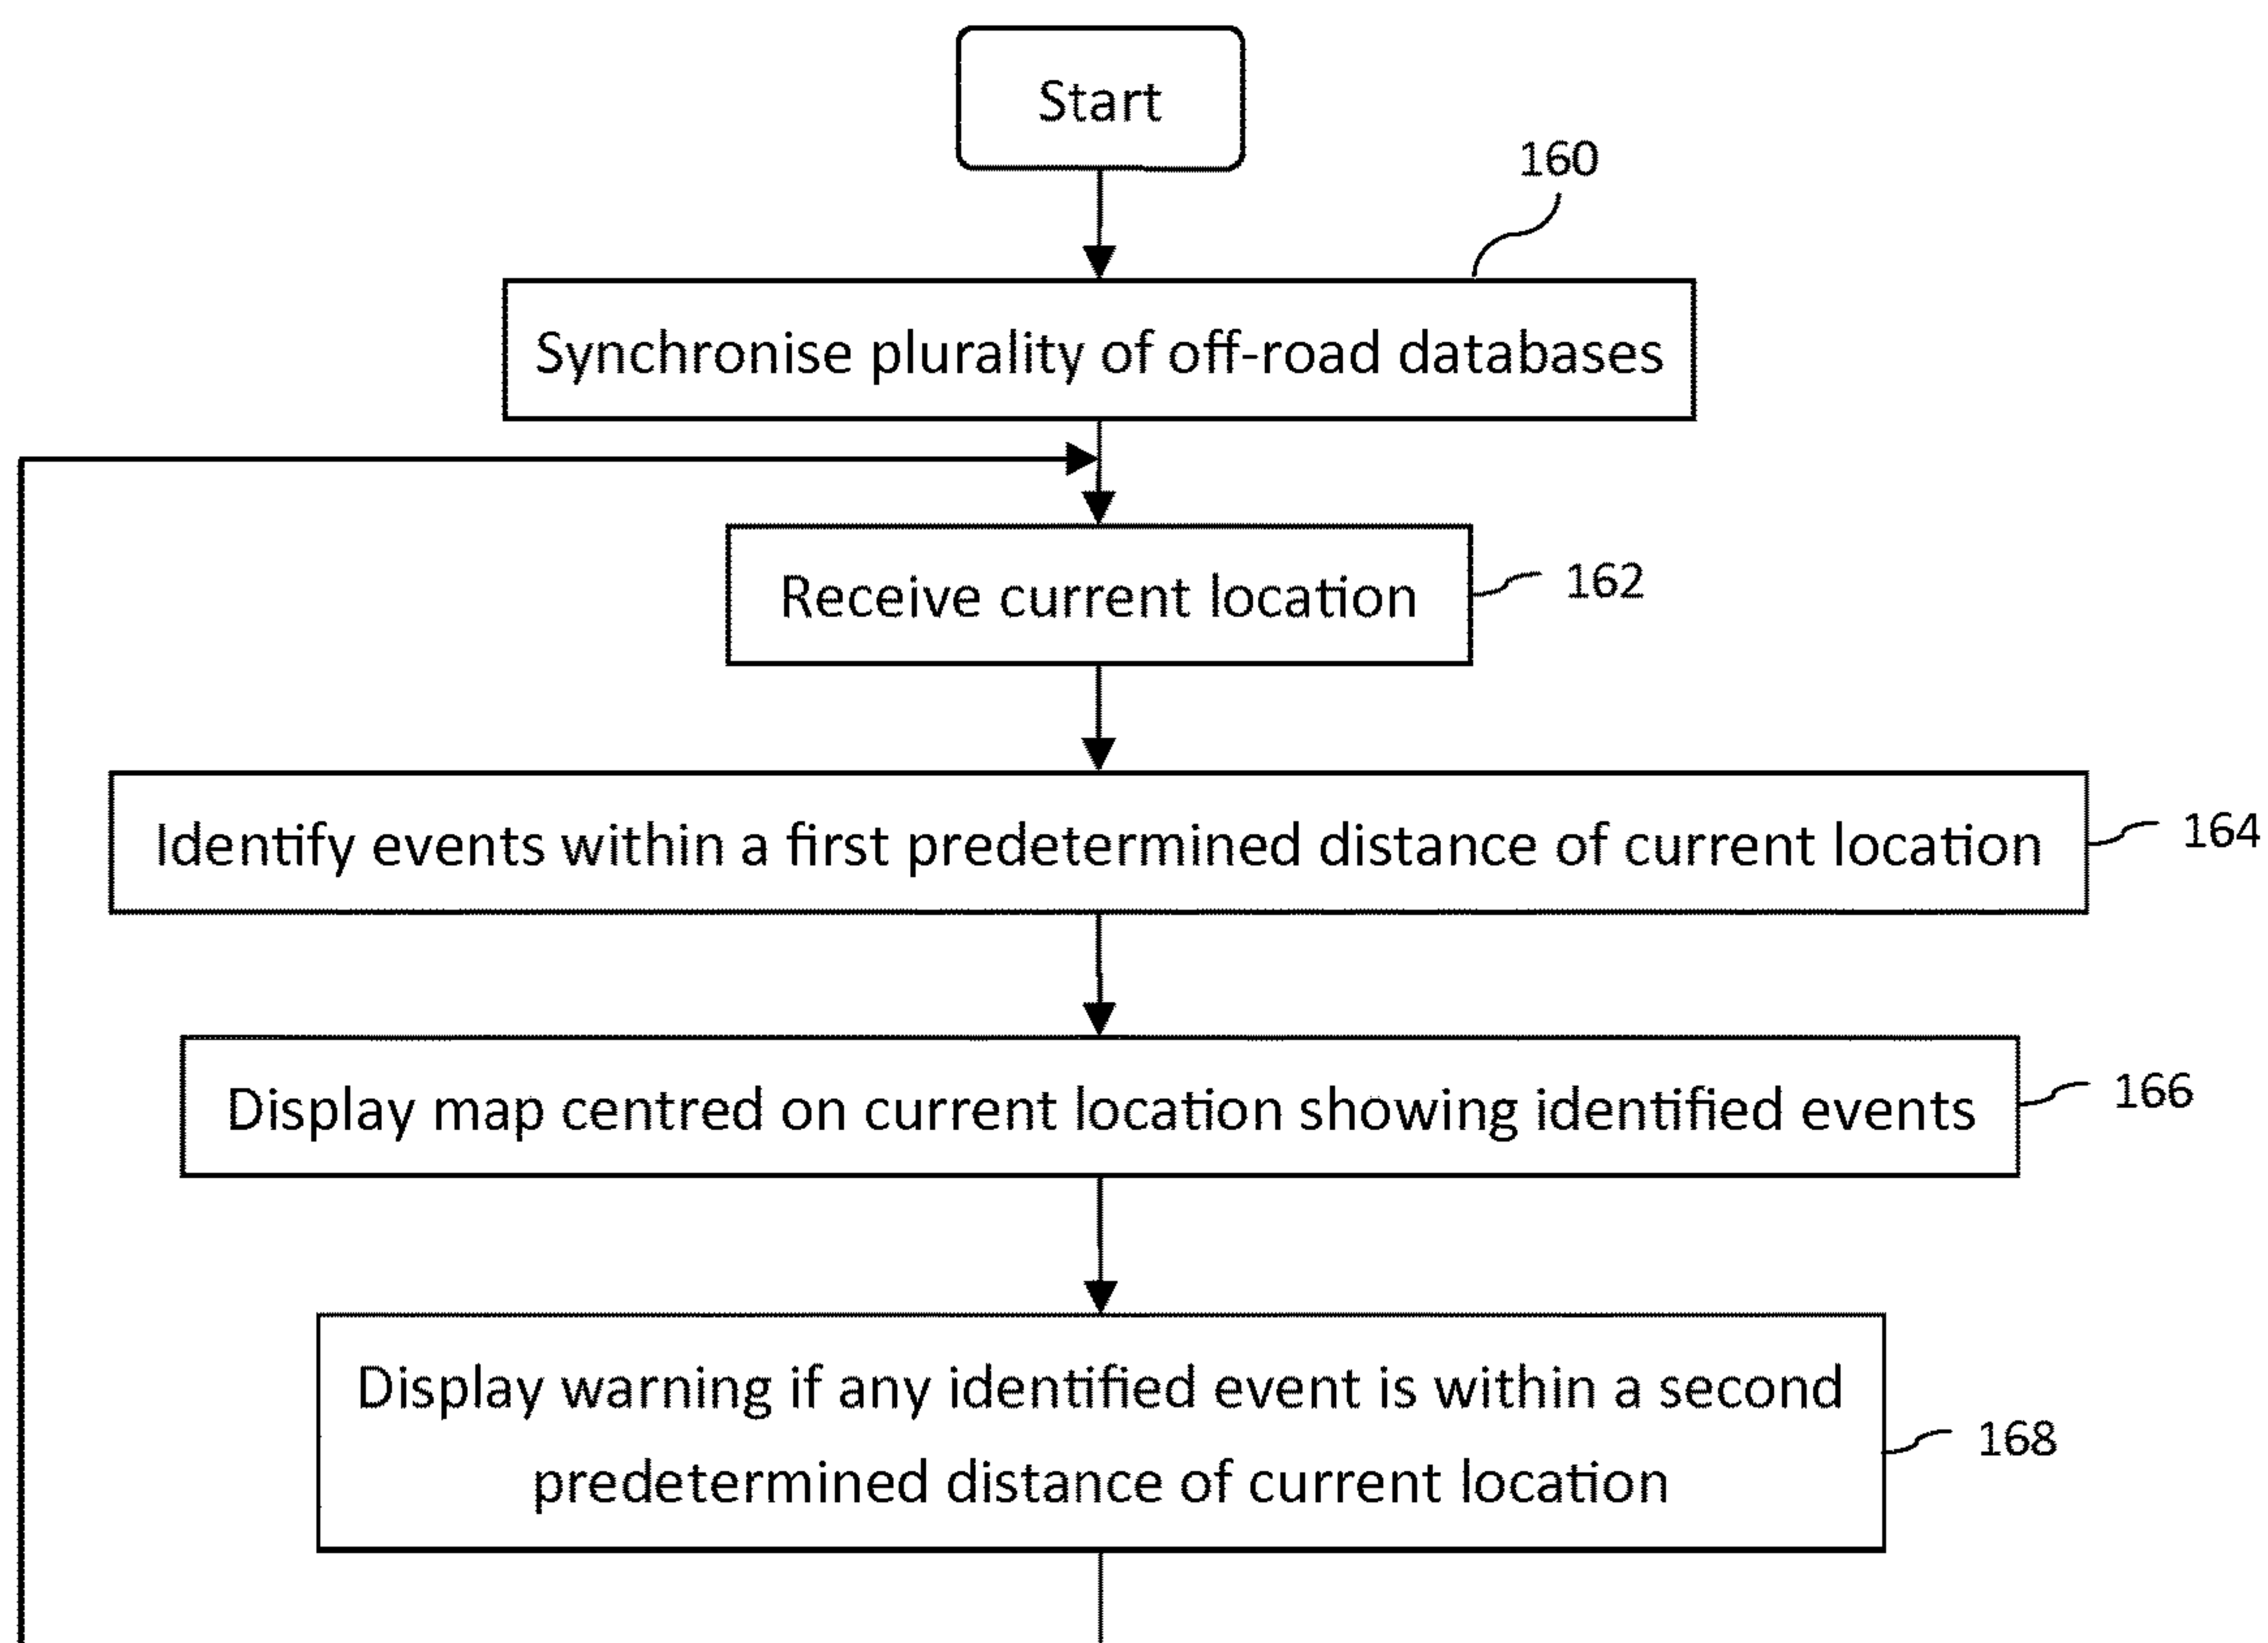 Start
160
Synchronise plurality of off-road databases
Receive current location
162
Identify events within a first predetermined distance of current location
164
Display map centred on current location showing identified events
166
Display warning if any identified event is within a second
predetermined distance of current location
168